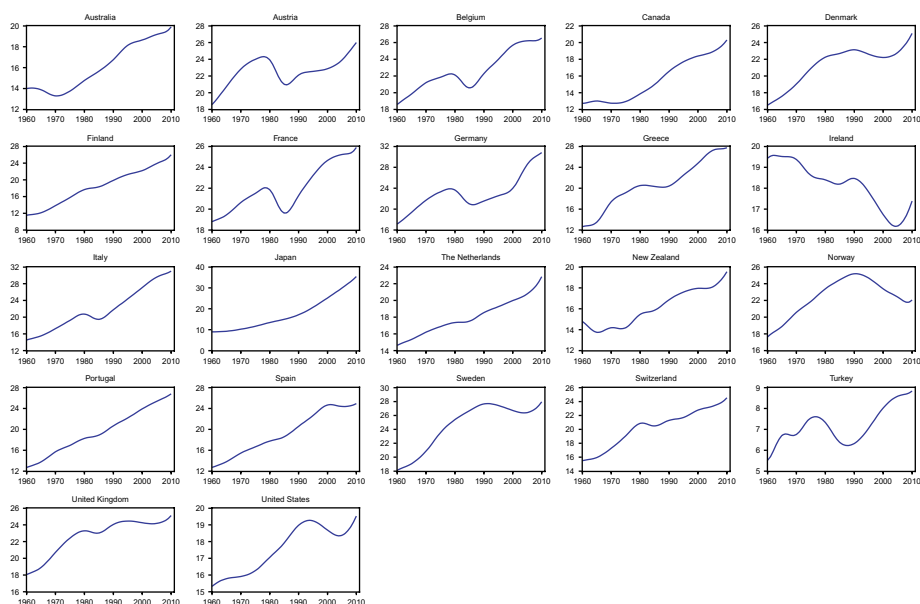 Australia
20
18
16
14
12
1960 1970 1980 1990 2000 2010
Austria
28
26
24
22
20
18
1960 1970 1980 1990 2000 2010
Belgium
28
26
24
22
20
18
1960 1970 1980 1990 2000 2010
Canada
22
20
18
16
14
12
1960 1970 1980 1990 2000 2010
Denmark
26
24
22
20
18
16
1960 1970 1980 1990 2000 2010
Finland
28
24
20
16
12
8
1960 1970 1980 1990 2000 2010
France
26
24
22
20
18
1960 1970 1980 1990 2000 2010
Germany
32
28
24
20
16
1960 1970 1980 1990 2000 2010
Greece
28
24
20
16
12
1960 1970 1980 1990 2000 2010
Ireland
20
19
18
17
16
1960 1970 1980 1990 2000 2010
Italy
32
28
24
20
16
12
1960 1970 1980 1990 2000 2010
Japan
40
30
20
10
0
1960 1970 1980 1990 2000 2010
The Netherlands
24
22
20
18
16
14
1960 1970 1980 1990 2000 2010
New Zealand
20
18
16
14
12
1960 1970 1980 1990 2000 2010
Norway
26
24
22
20
18
16
1960 1970 1980 1990 2000 2010
Portugal
28
24
20
16
12
1960 1970 1980 1990 2000 2010
Spain
28
24
20
16
12
1960 1970 1980 1990 2000 2010
Sweden
30
28
26
24
22
20
18
1960 1970 1980 1990 2000 2010
Switzerland
26
24
22
20
18
16
14
1960 1970 1980 1990 2000 2010
Turkey
9
8
7
6
5
1960 1970 1980 1990 2000 2010
United Kingdom
26
24
22
20
18
16
1960 1970 1980 1990 2000 2010
United States
20
19
18
17
16
15
1960 1970 1980 1990 2000 2010